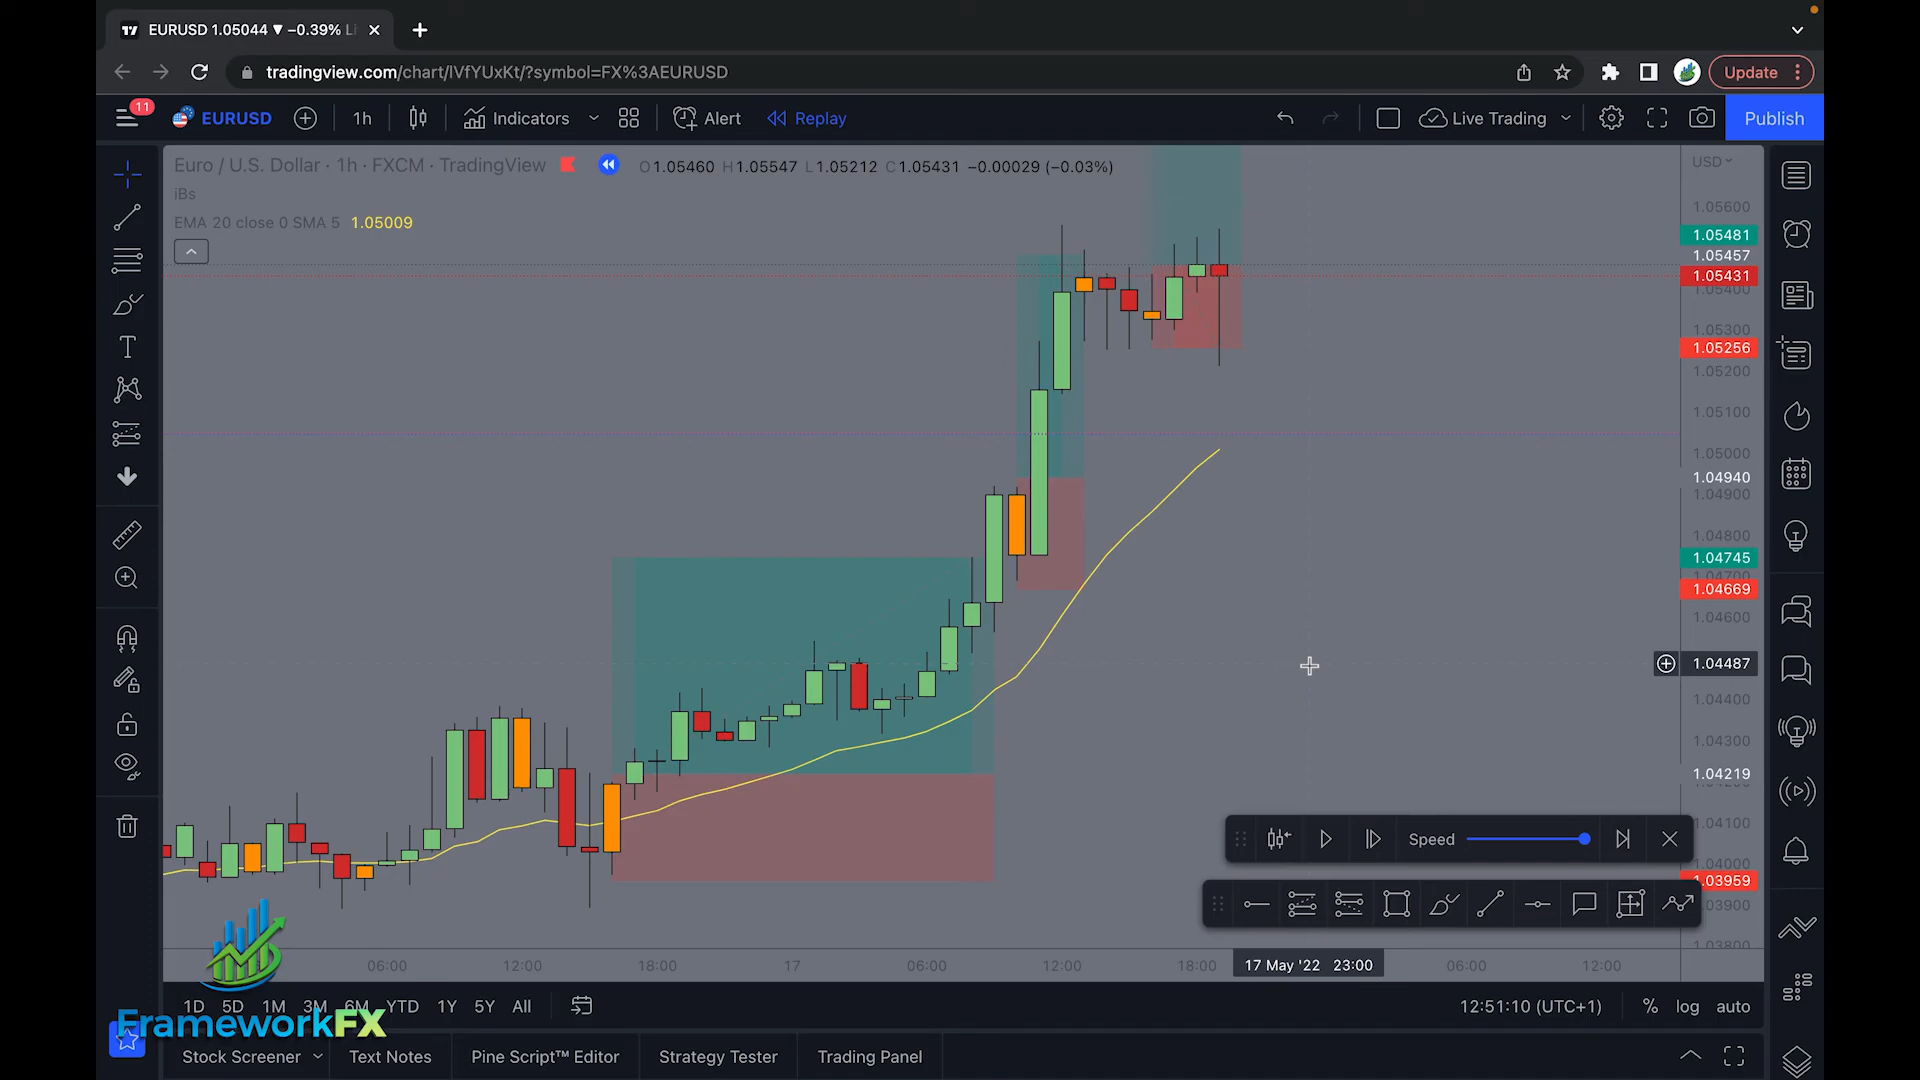 EURUSD 1.05044 ▼ −0.39% Li
tradingview.com/chart/lVfYUxKt/?symbol=FX%3AEURUSD
Update
11
EURUSD
1h
Indicators
Alert
Replay
Live Trading
Publish
Euro / U.S. Dollar · 1h · FXCM · TradingView
O1.05460 H1.05547 L1.05212 C1.05431 −0.00029 (−0.03%)
USD
iBs
EMA 20 close 0 SMA 5 1.05009
1.05600
1.05481
1.05457
1.05431
1.05400
1.05256
1.05300
1.05200
1.05100
1.05000
1.04940
1.04900
1.04800
1.04745
1.04700
1.04669
1.04600
1.04487
1.04400
1.04300
1.04219
1.04100
1.04000
1.03959
1.03900
1.03800
Speed
06:00
12:00
18:00
17
06:00
12:00
18:00
17 May '22 23:00
06:00
12:00
1D 5D 1M 3M 6M YTD 1Y 5Y All
12:51:10 (UTC+1)
% log auto
FrameworkFX
Stock Screener
Text Notes
Pine Script™ Editor
Strategy Tester
Trading Panel